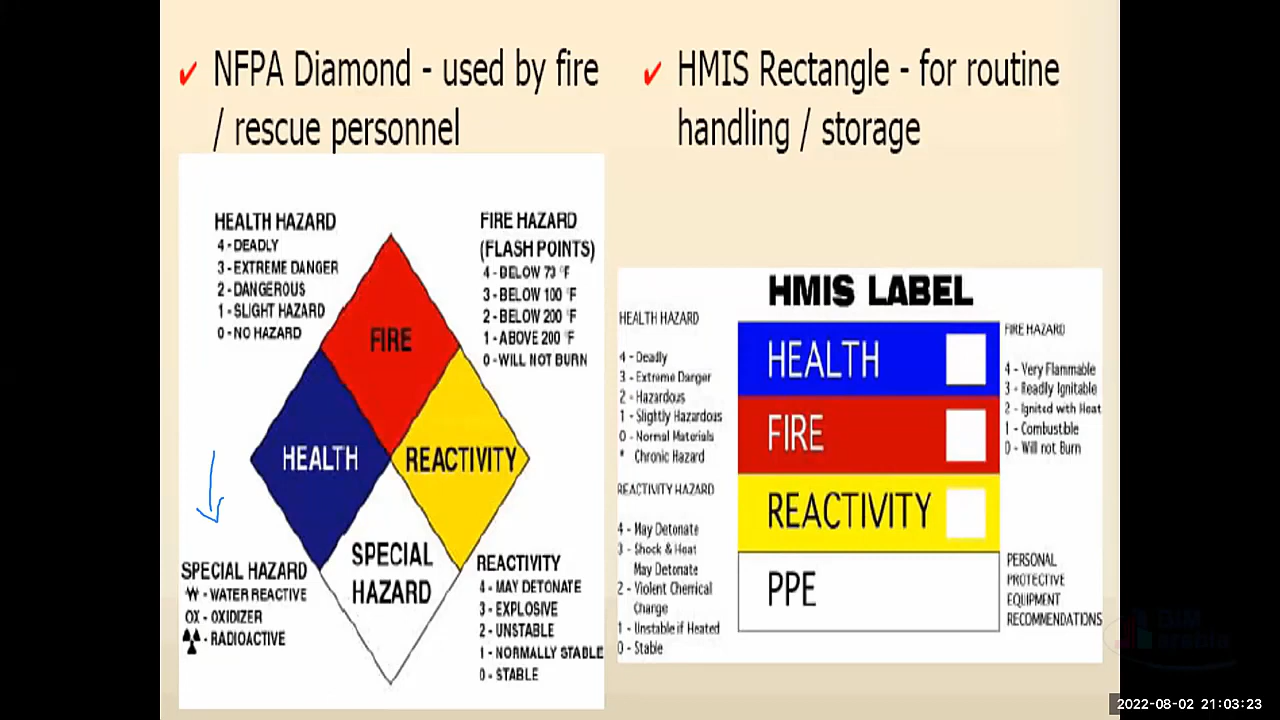 ✔ NFPA Diamond - used by fire
/ rescue personnel
✔ HMIS Rectangle - for routine
handling / storage
HEALTH HAZARD
4 - DEADLY
3 - EXTREME DANGER
2 - DANGEROUS
1 - SLIGHT HAZARD
0 - NO HAZARD
FIRE HAZARD
(FLASH POINTS)
4 - BELOW 73 °F
3 - BELOW 100 °F
2 - BELOW 200 °F
1 - ABOVE 200 °F
0 - WILL NOT BURN
FIRE
HEALTH
REACTIVITY
SPECIAL
HAZARD
SPECIAL HAZARD
W - WATER REACTIVE
OX - OXIDIZER
- RADIOACTIVE
REACTIVITY
4 - MAY DETONATE
3 - EXPLOSIVE
2 - UNSTABLE
1 - NORMALLY STABLE
0 - STABLE
HMIS LABEL
HEALTH HAZARD
4 - Deadly
3 - Extreme Danger
2 - Hazardous
1 - Slightly Hazardous
0 - Normal Materials
* Chronic Hazard
REACTIVITY HAZARD
4 - May Detonate
3 - Shock & Heat
May Detonate
2 - Violent Chemical
Change
1 - Unstable if Heated
0 - Stable
HEALTH
FIRE
REACTIVITY
PPE
FIRE HAZARD
4 - Very Flammable
3 - Readily Ignitable
2 - Ignited with Heat
1 - Combustible
0 - Will not Burn
PERSONAL
PROTECTIVE
EQUIPMENT
RECOMMENDATIONS
BIM
arabia
2022-08-02 21:03:23